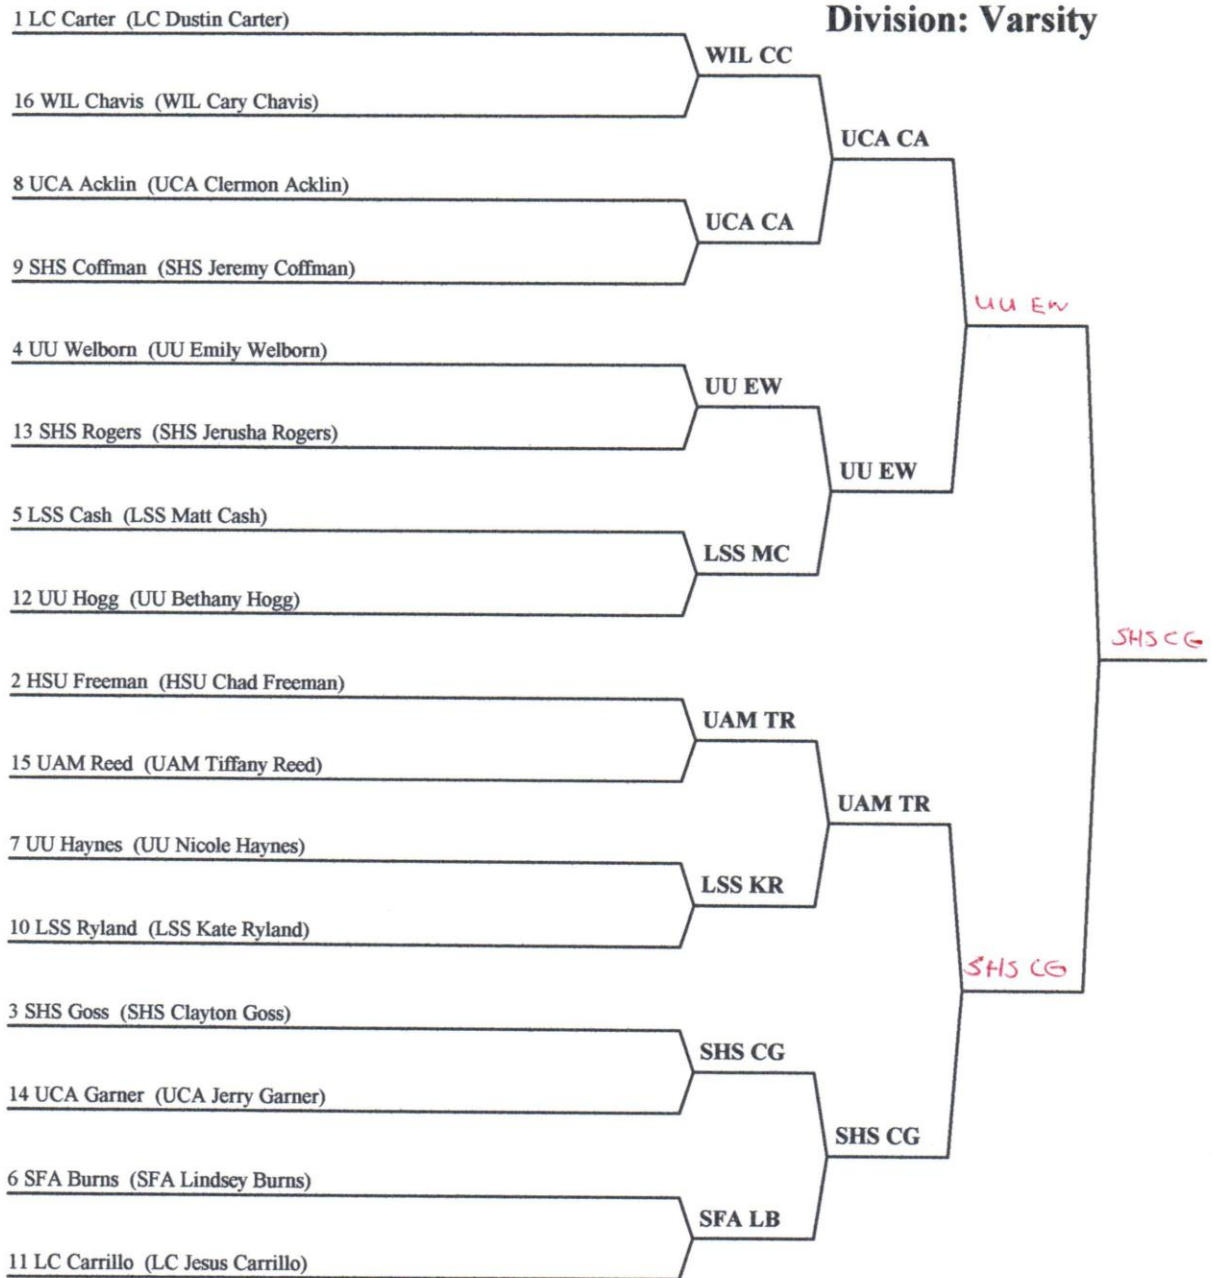 Division: Varsity
1 LC Carter (LC Dustin Carter)
WIL CC
16 WIL Chavis (WIL Cary Chavis)
UCA CA
8 UCA Acklin (UCA Clermon Acklin)
UCA CA
9 SHS Coffman (SHS Jeremy Coffman)
UU EW
4 UU Welborn (UU Emily Welborn)
UU EW
13 SHS Rogers (SHS Jerusha Rogers)
UU EW
5 LSS Cash (LSS Matt Cash)
LSS MC
12 UU Hogg (UU Bethany Hogg)
SHS CG
2 HSU Freeman (HSU Chad Freeman)
UAM TR
15 UAM Reed (UAM Tiffany Reed)
UAM TR
7 UU Haynes (UU Nicole Haynes)
LSS KR
10 LSS Ryland (LSS Kate Ryland)
SHS CG
3 SHS Goss (SHS Clayton Goss)
SHS CG
14 UCA Garner (UCA Jerry Garner)
SHS CG
6 SFA Burns (SFA Lindsey Burns)
SFA LB
11 LC Carrillo (LC Jesus Carrillo)